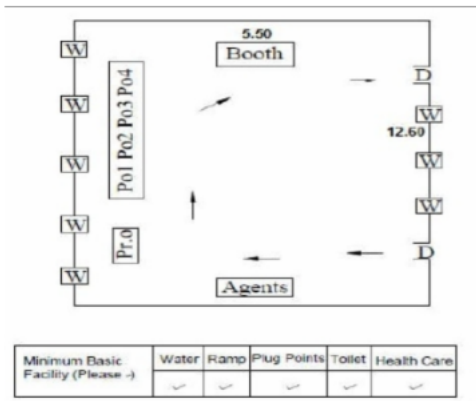 5.50
Booth
W
Po1 Po2 Po3 Po4
D
W
W
12.60
W
W
W
W
Pr.o
D
W
Agents
Minimum Basic Facility (Please -)
Water
Ramp
Plug Points
Toilet
Health Care